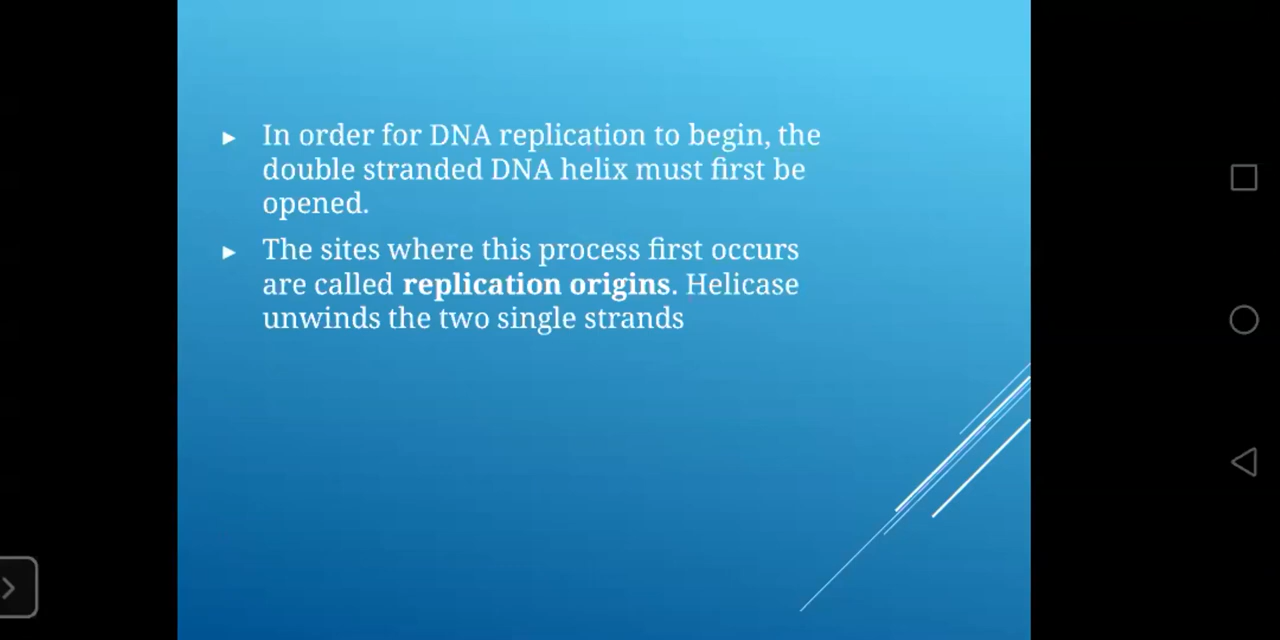 In order for DNA replication to begin, the
double stranded DNA helix must first be
opened.
The sites where this process first occurs
are called replication origins. Helicase
unwinds the two single strands